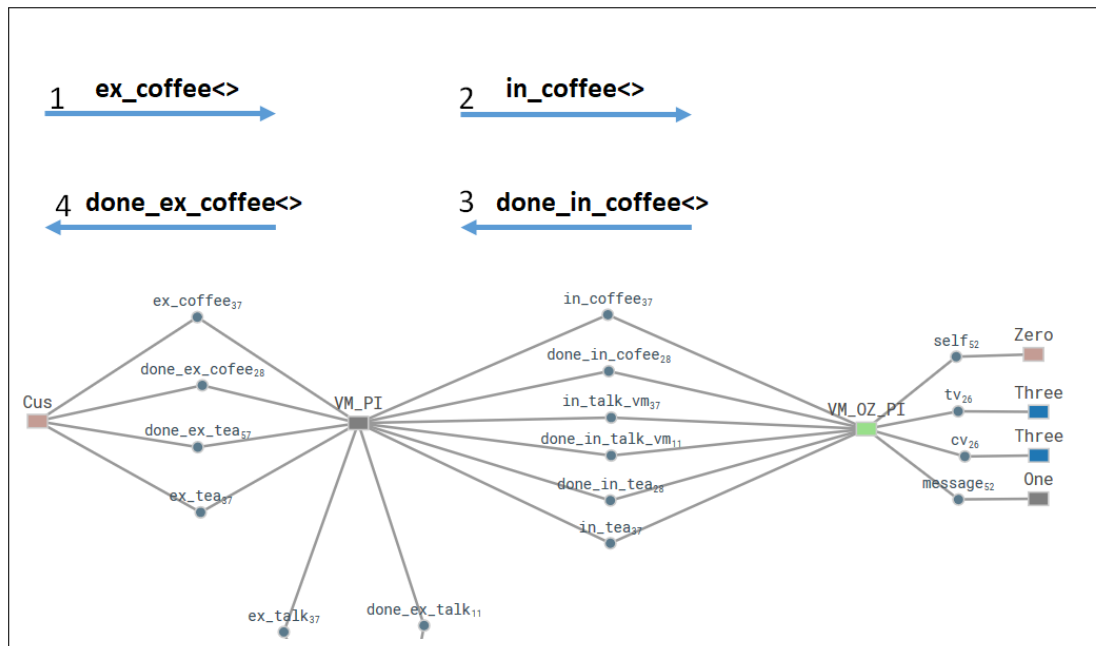 1 ex_coffee<>
2 in_coffee<>
4 done_ex_coffee<>
3 done_in_coffee<>
ex_coffee₃₇
in_coffee₃₇
self₅₂
Zero
done_ex_cofee₂₈
done_in_cofee₂₈
Cus
VM_PI
in_talk_vm₃₇
VM_OZ_PI
tv₂₆
Three
done_ex_tea₅₇
done_in_talk_vm₁₁
cv₂₆
Three
ex_tea₃₇
done_in_tea₂₈
message₅₂
One
in_tea₃₇
ex_talk₃₇
done_ex_talk₁₁